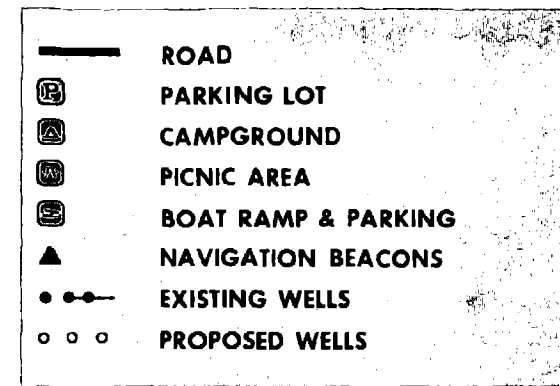 ROAD
P PARKING LOT
CAMPGROUND
PICNIC AREA
BOAT RAMP & PARKING
NAVIGATION BEACONS
EXISTING WELLS
PROPOSED WELLS